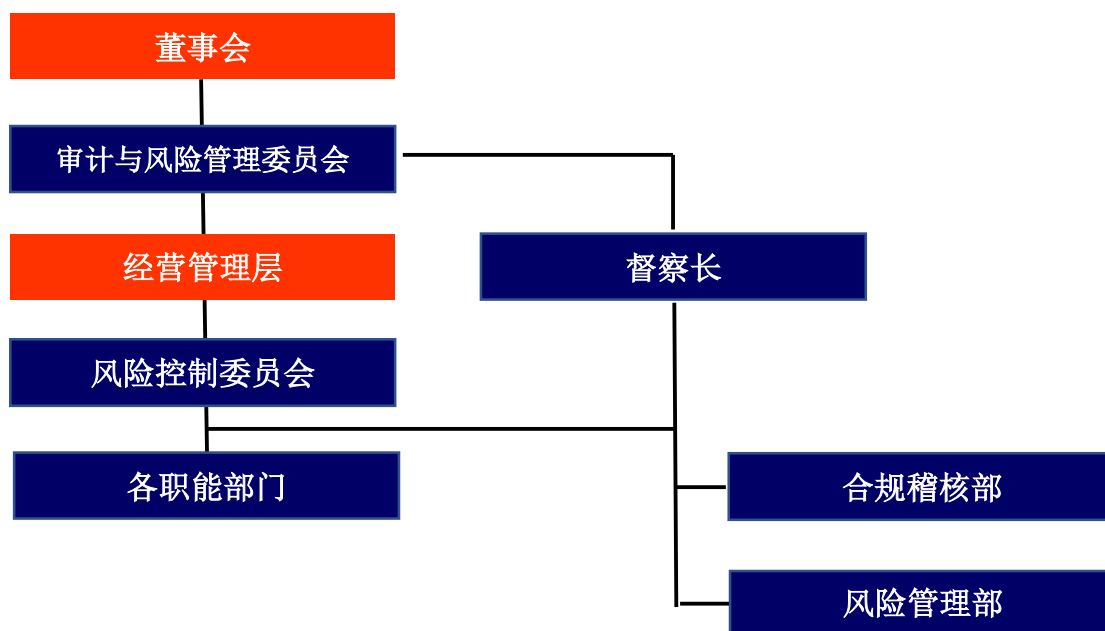 董事会
审计与风险管理委员会
经营管理层
督察长
风险控制委员会
各职能部门
合规稽核部
风险管理部